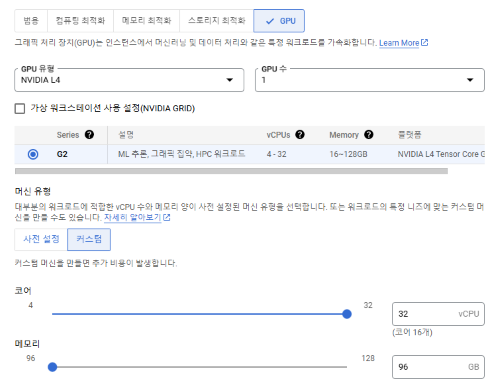 범용 컴퓨팅 최적화 메모리 최적화 스토리지 최적화 GPU
그래픽 처리 장치(GPU)는 인스턴스에서 머신러닝 및 데이터 처리와 같은 특정 워크로드를 가속화합니다. Learn More
GPU 유형 GPU 수
NVIDIA L4 1
가상 워크스테이션 사용 설정(NVIDIA GRID)
Series 설명 vCPUs Memory 플랫폼
G2 ML 추론, 그래픽 집약, HPC 워크로드 4 - 32 16~128GB NVIDIA L4 Tensor Core G
머신 유형
대부분의 워크로드에 적합한 vCPU 수와 메모리 양이 사전 설정된 머신 유형을 선택합니다. 또는 워크로드의 특정 니즈에 맞는 커스텀 머
신을 만들 수도 있습니다. 자세히 알아보기
사전 설정 커스텀
커스텀 머신을 만들면 추가 비용이 발생합니다.
코어
4 32
32 vCPU
(코어 16개)
메모리
96 128
96 GB